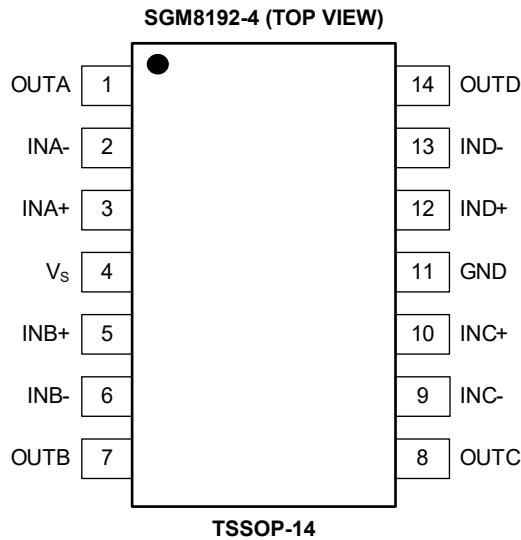 SGM8192-4 (TOP VIEW)
OUTA 1 14 OUTD
INA- 2 13 IND-
INA+ 3 12 IND+
VS 4 11 GND
INB+ 5 10 INC+
INB- 6 9 INC-
OUTB 7 8 OUTC
TSSOP-14